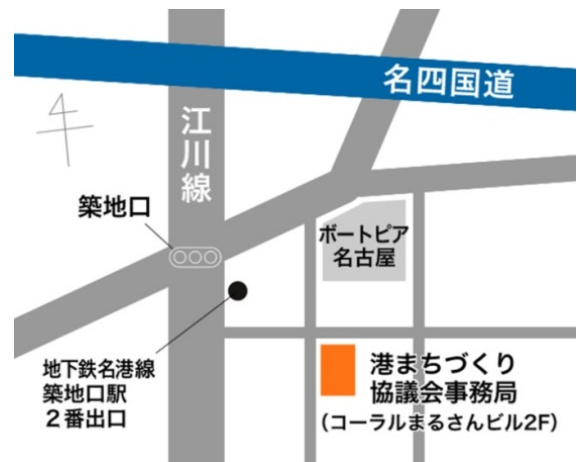 名四国道
江川線
築地口
ボートピア
名古屋
地下鉄名港線
築地口駅
２番出口
港まちづくり
協議会事務局
(コーラルまるさんビル2F)